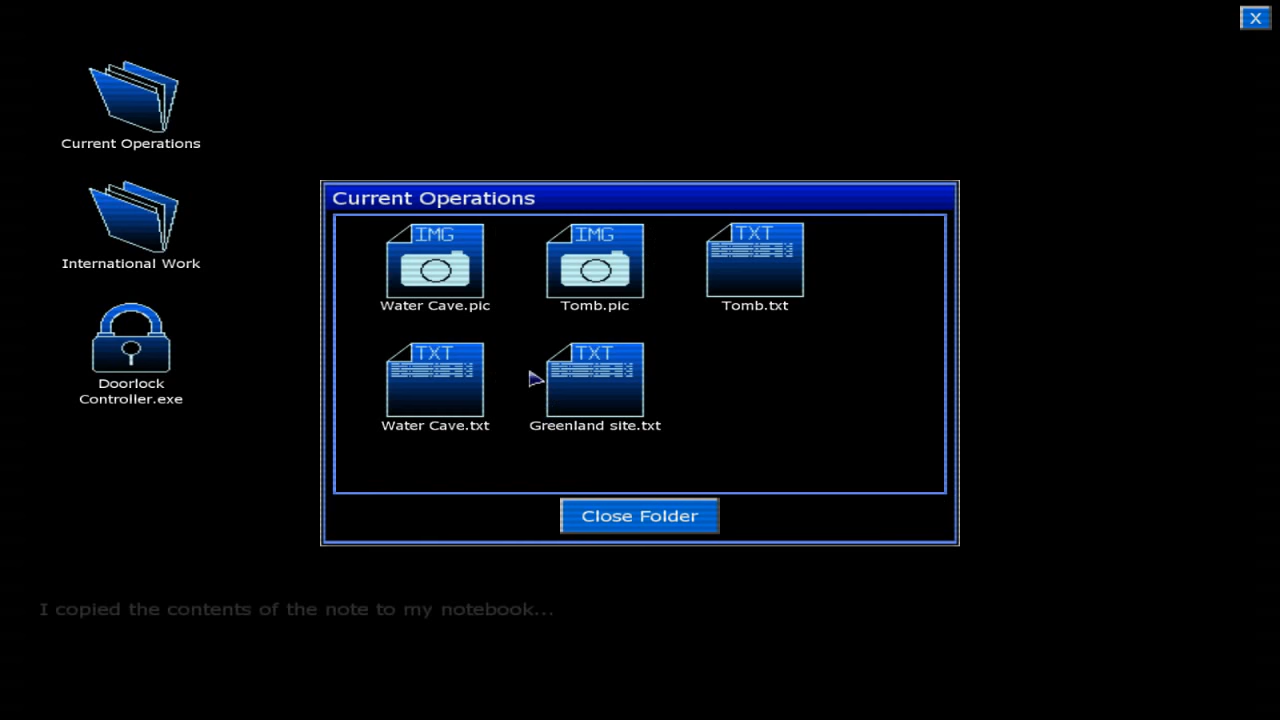 X
Current Operations
International Work
Doorlock
Controller.exe
Current Operations
IMG
IMG
TXT
Water Cave.pic
Tomb.pic
Tomb.txt
TXT
TXT
Water Cave.txt
Greenland site.txt
Close Folder
I copied the contents of the note to my notebook...